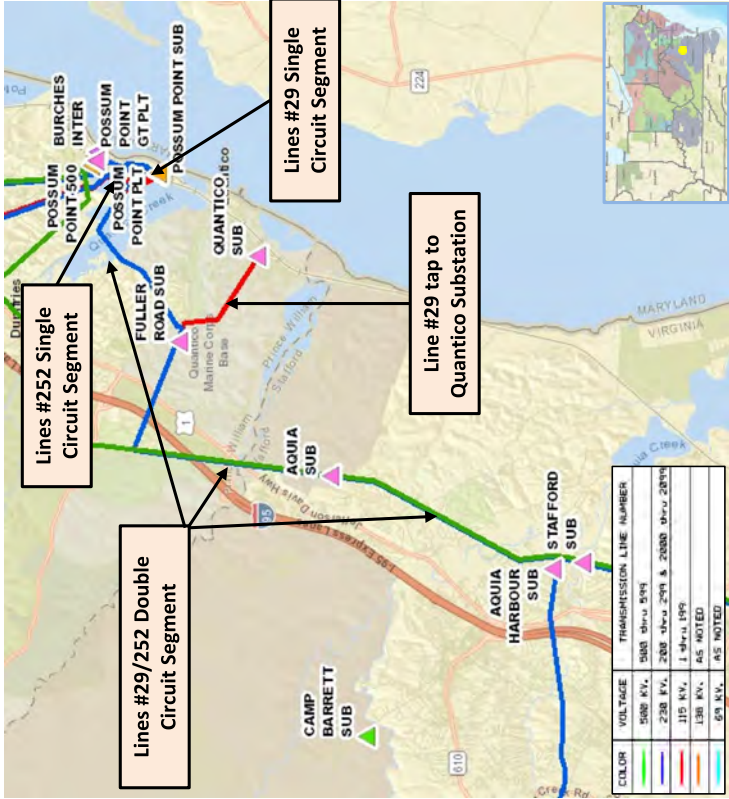 Lines #29/252 Double
Circuit Segment
Lines #252 Single
Circuit Segment
Lines #29 Single
Circuit Segment
Line #29 tap to
Quantico Substation
BURCHES
INTER
POSSUM
POINT
GT PLT
POSSUM POINT SUB
POSSUM
POINT-500
POSSUM
POINT PLT
QUANTICO
SUB
FULLER
ROAD SUB
AQUIA
SUB
STAFFORD
SUB
AQUIA
HARBOUR
SUB
CAMP
BARRETT
SUB
Quantico
Marine Corps
Base
Prince William
Stafford
Jefferson Davis Hwy
I-95 Express Lanes
95
1
224
610
MARYLAND
VIRGINIA
Creek Rd
COLOR VOLTAGE TRANSMISSION LINE NUMBER
500 KV. 500 thru 599
230 KV. 200 thru 299 & 2000 thru 2099
115 KV. 1 thru 199
138 KV. AS NOTED
69 KV. AS NOTED